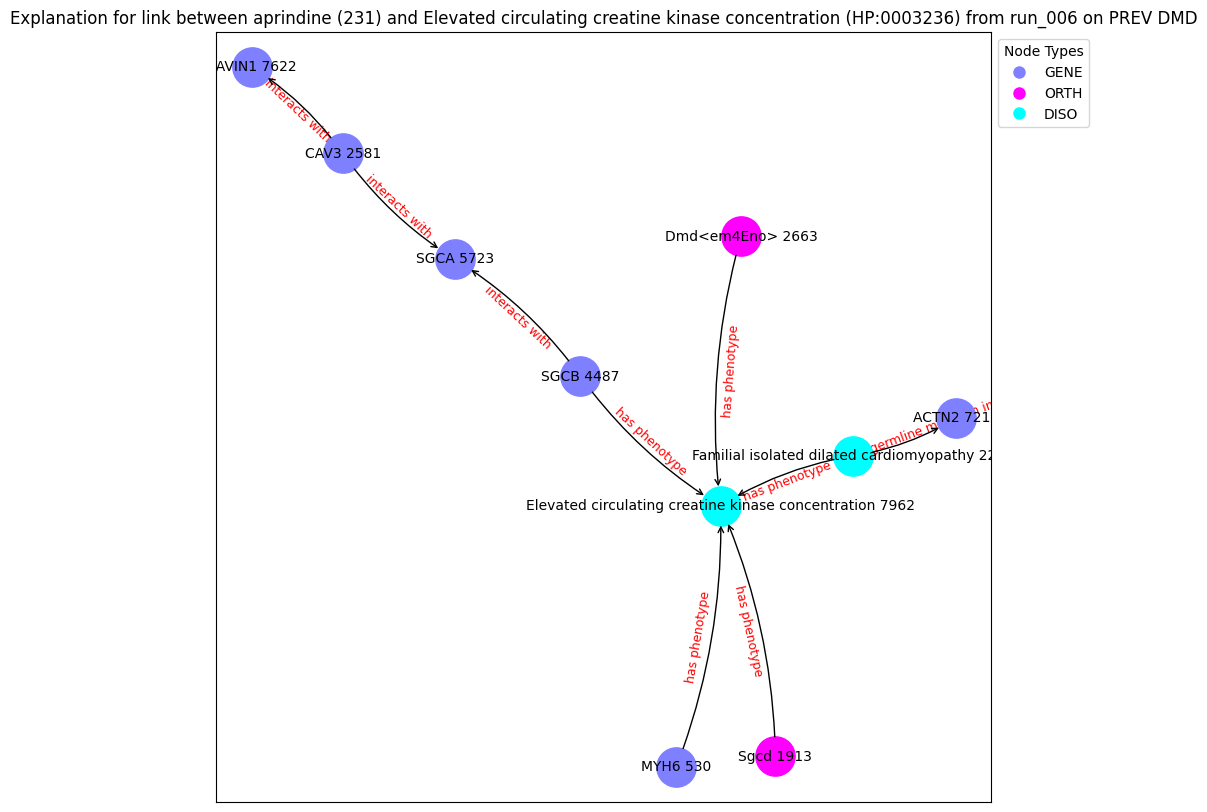 Explanation for link between aprindine (231) and Elevated circulating creatine kinase concentration (HP:0003236) from run_006 on PREV DMD
Node Types
GENE
ORTH
DISO
AVIN1 7622
interacts with
CAV3 2581
interacts with
SGCA 5723
interacts with
SGCB 4487
has phenotype
Dmd<em4Eno> 2663
has phenotype
ACTN2 721
germline m
n in
Familial isolated dilated cardiomyopathy 22
has phenotype
Elevated circulating creatine kinase concentration 7962
has phenotype
has phenotype
MYH6 530
Sgcd 1913